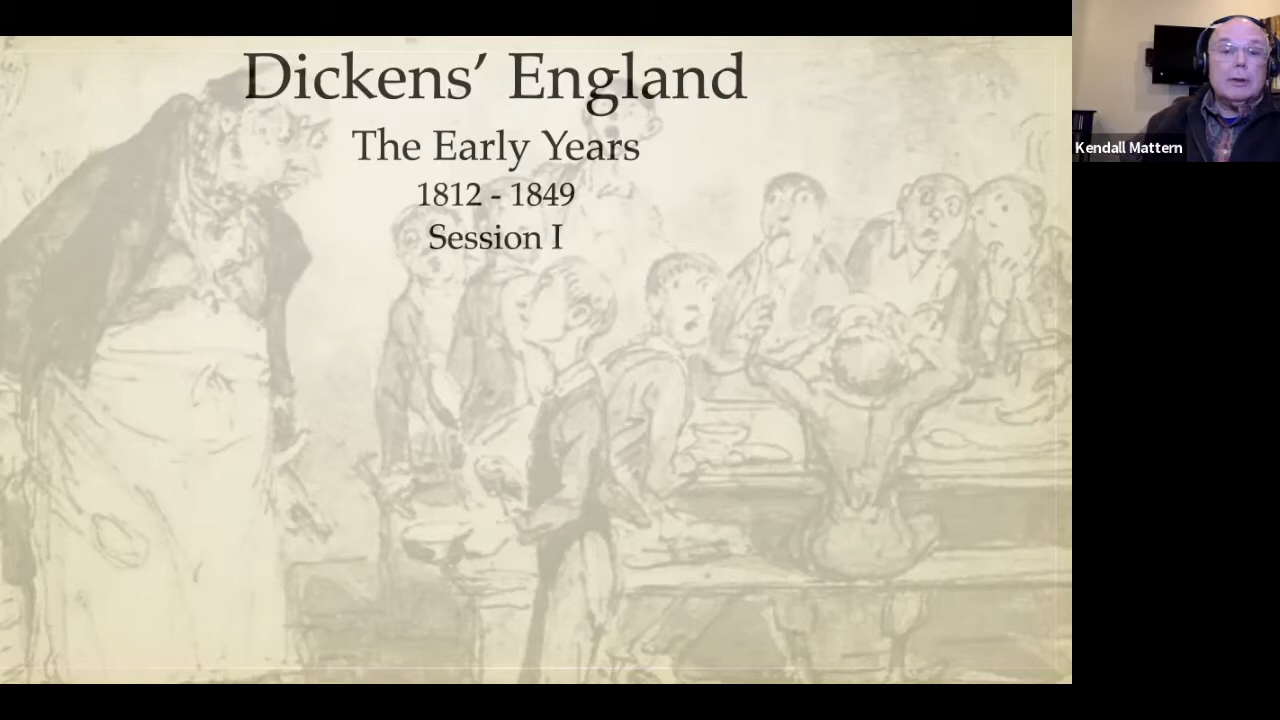 Dickens’ England
The Early Years
1812 - 1849
Session I
Kendall Mattern